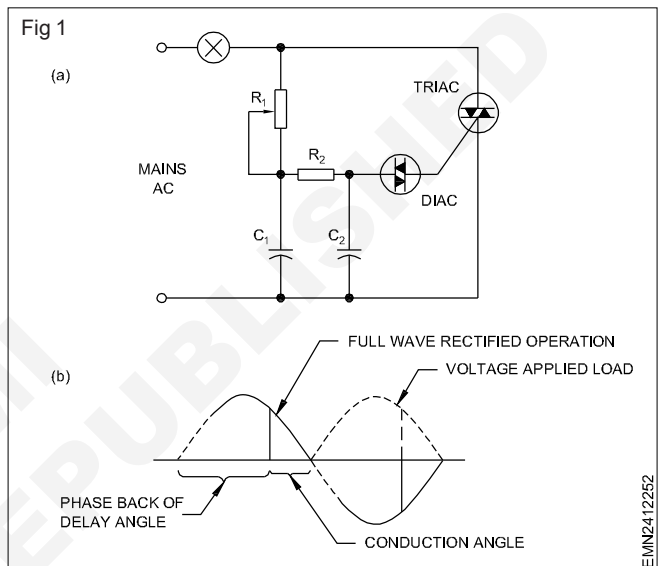 Fig 1
(a)
TRIAC
R1
R2
MAINS
AC
DIAC
C1
C2
FULL WAVE RECTIFIED OPERATION
(b)
VOLTAGE APPLIED LOAD
PHASE BACK OF
DELAY ANGLE
CONDUCTION ANGLE
EMN2412252
EPUBLISHED